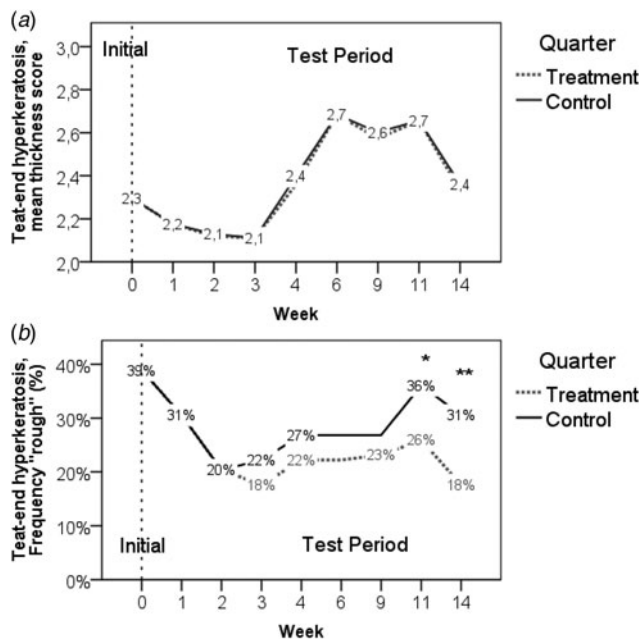 (a)
Teat-end hyperkeratosis,
mean thickness score
3,0
2,8
2,6
2,4
2,2
2,0
Initial
Test Period
Quarter
Treatment
Control
2,3
2,2
2,1
2,1
2,4
2,7
2,6
2,7
2,4
0 1 2 3 4 6 9 11 14
Week
(b)
Teat-end hyperkeratosis,
Frequency "rough" (%)
40%
30%
20%
10%
0%
Initial
Test Period
* **
Quarter
Treatment
Control
39%
31%
20%
22%
27%
36%
31%
18%
22%
23%
26%
18%
0 1 2 3 4 6 9 11 14
Week